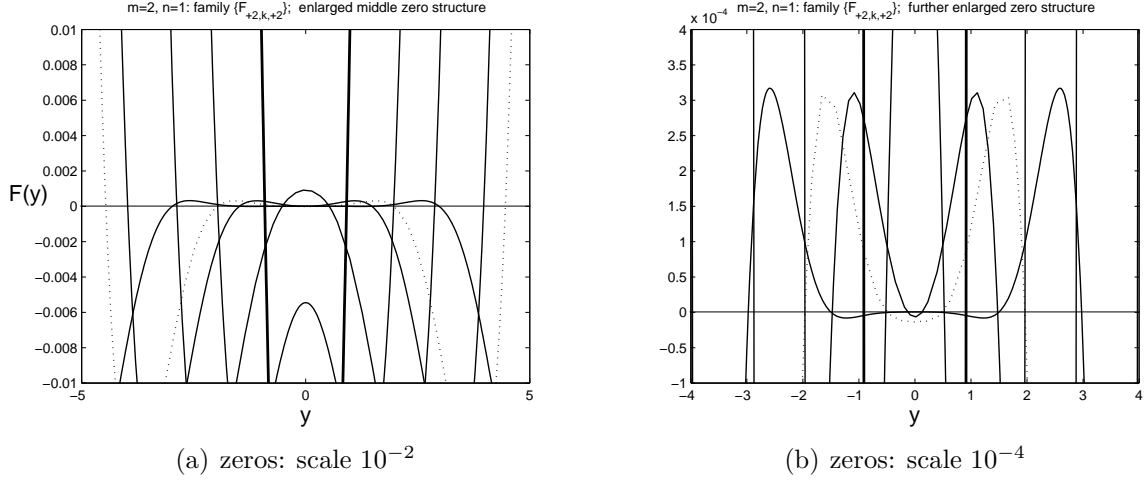 m=2, n=1: family {F+2,k,+2}; enlarged middle zero structure
0.01
0.008
0.006
0.004
0.002
0
−0.002
−0.004
−0.006
−0.008
−0.01
F(y)
−5 0 5
y
(a) zeros: scale 10−2
m=2, n=1: family {F+2,k,+2}; further enlarged zero structure
x 10−4
4
3.5
3
2.5
2
1.5
1
0.5
0
−0.5
−1
−4 −3 −2 −1 0 1 2 3 4
y
(b) zeros: scale 10−4